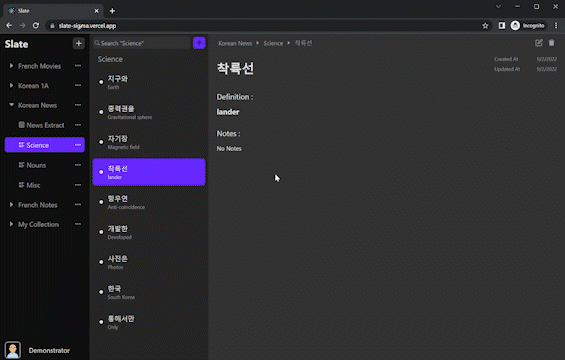 Slate
slate-sigma.vercel.app
Incognito
Slate
French Movies
Korean 1A
Korean News
News Extract
Science
Nouns
Misc
French Notes
My Collection
Demonstrator
Search "Science"
Science
지구와
Earth
중력권을
Gravitational sphere
자기장
Magnetic field
착륙선
lander
항우연
Anti-coincidence
개발한
Developed
사진은
Photos
한국
South Korea
통해서만
Only
Korean News
Science
착륙선
착륙선
Created At
9/2/2022
Updated At
9/2/2022
Definition :
lander
Notes :
No Notes